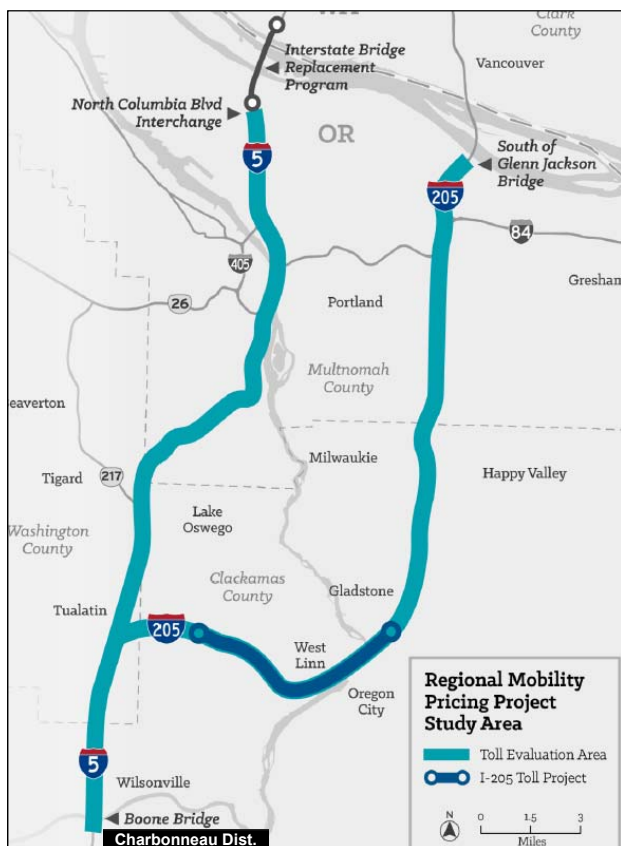 Clark
County
Interstate Bridge
Replacement
Program
Vancouver
North Columbia Blvd
Interchange
OR
5
South of
Glenn Jackson
Bridge
205
84
405
26
Gresham
Portland
Multnomah
County
eaverton
Milwaukie
Happy Valley
Tigard
217
Lake
Oswego
Washington
County
Clackamas
County
Gladstone
Tualatin
205
West
Linn
Oregon
City
Regional Mobility
Pricing Project
Study Area
Toll Evaluation Area
I-205 Toll Project
5
Wilsonville
Boone Bridge
Charbonneau Dist.
N
0 1.5 3
Miles